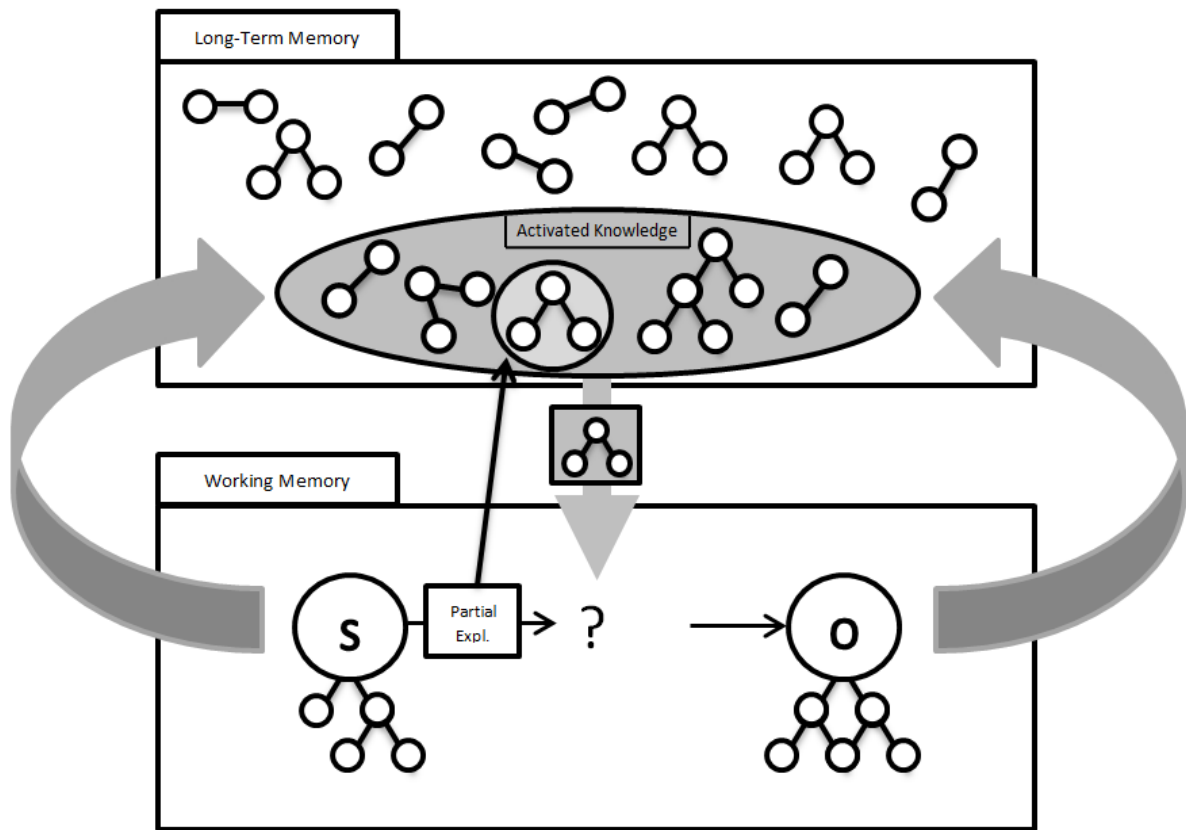 Long-Term Memory
Activated Knowledge
Working Memory
S
Partial
Expl.
?
O